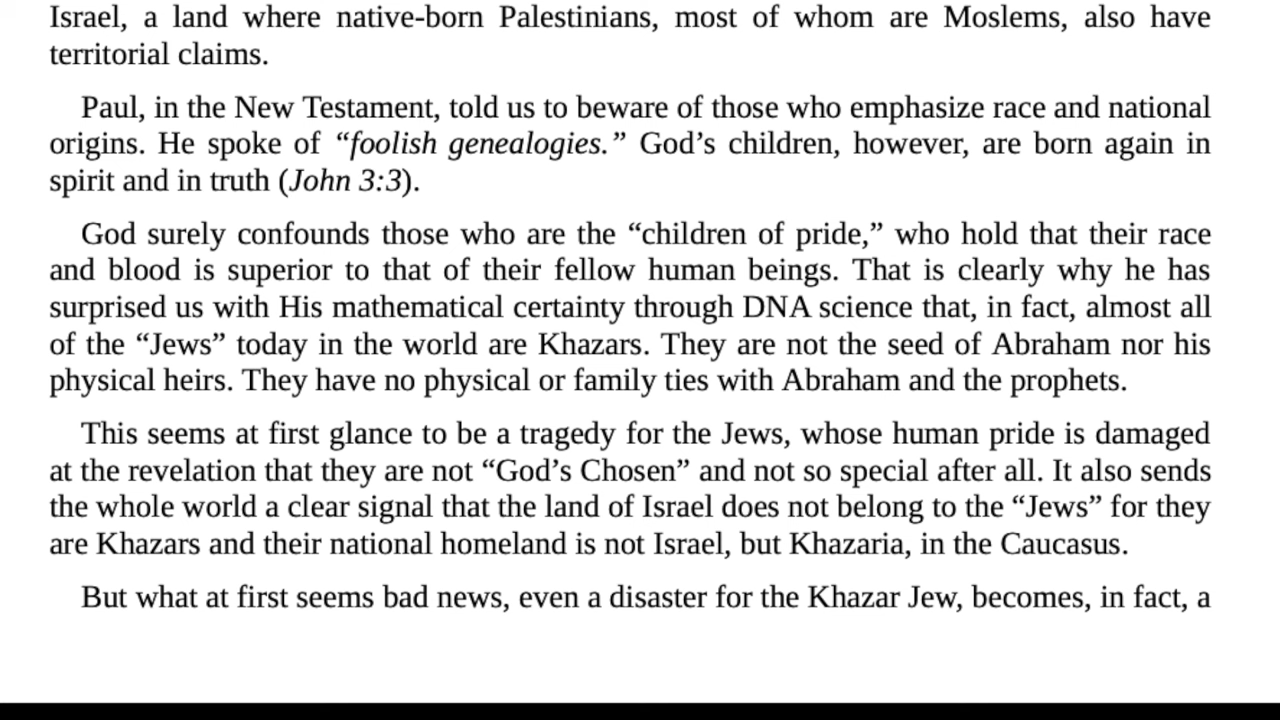 Israel, a land where native-born Palestinians, most of whom are Moslems, also have
territorial claims.
Paul, in the New Testament, told us to beware of those who emphasize race and national
origins. He spoke of “foolish genealogies.” God’s children, however, are born again in
spirit and in truth (John 3:3).
God surely confounds those who are the “children of pride,” who hold that their race
and blood is superior to that of their fellow human beings. That is clearly why he has
surprised us with His mathematical certainty through DNA science that, in fact, almost all
of the “Jews” today in the world are Khazars. They are not the seed of Abraham nor his
physical heirs. They have no physical or family ties with Abraham and the prophets.
This seems at first glance to be a tragedy for the Jews, whose human pride is damaged
at the revelation that they are not “God’s Chosen” and not so special after all. It also sends
the whole world a clear signal that the land of Israel does not belong to the “Jews” for they
are Khazars and their national homeland is not Israel, but Khazaria, in the Caucasus.
But what at first seems bad news, even a disaster for the Khazar Jew, becomes, in fact, a